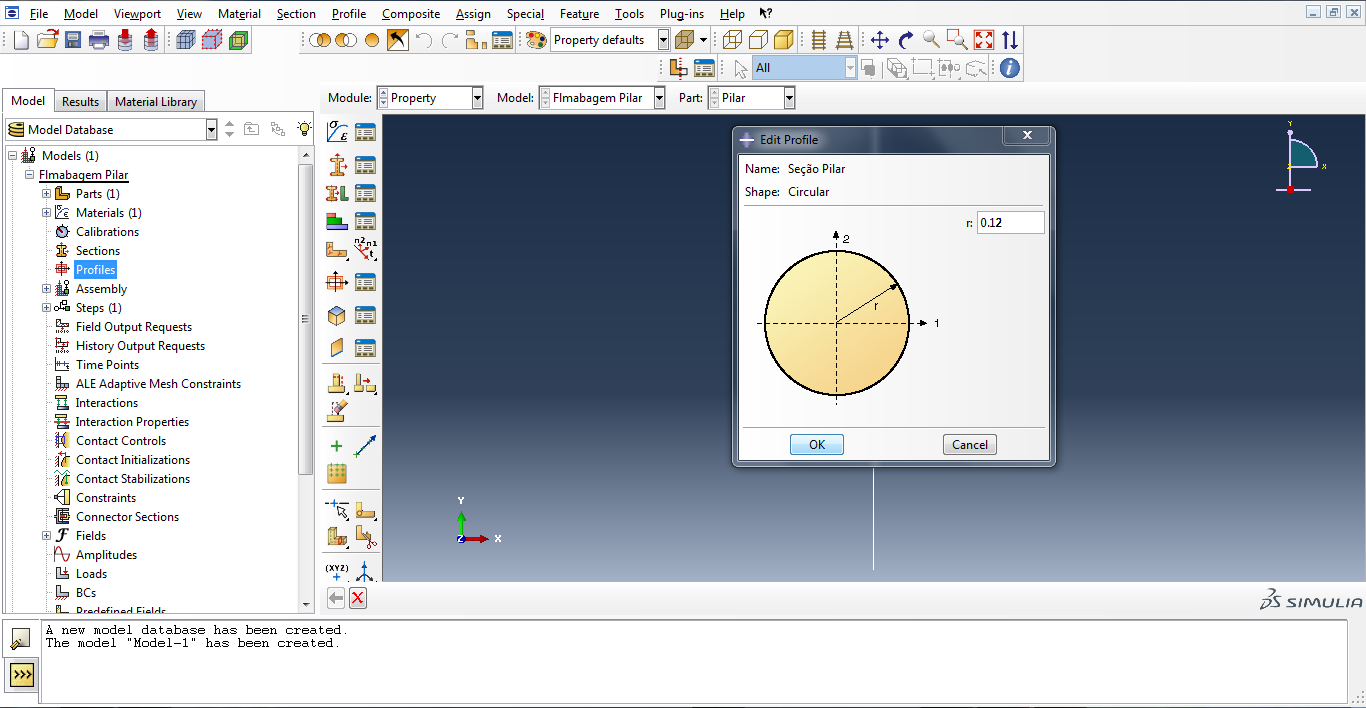 File Model Viewport View Material Section Profile Composite Assign Special Feature Tools Plug-ins Help
Property defaults
All
i
Model Results Material Library
Module: Property Model: Flmabagem Pilar Part: Pilar
Model Database
Models (1)
Flmabagem Pilar
Parts (1)
Materials (1)
Calibrations
Sections
Profiles
Assembly
Steps (1)
Field Output Requests
History Output Requests
Time Points
ALE Adaptive Mesh Constraints
Interactions
Interaction Properties
Contact Controls
Contact Initializations
Contact Stabilizations
Constraints
Connector Sections
Fields
Amplitudes
Loads
BCs
Predefined Fields
σ ε
n2 n1
t
(XYZ)
Edit Profile
Name: Seção Pilar
Shape: Circular
r: 0.12
2
r
1
OK Cancel
Y
X
Z
Y
X
Z
SIMULIA
A new model database has been created.
The model "Model-1" has been created.
>>>